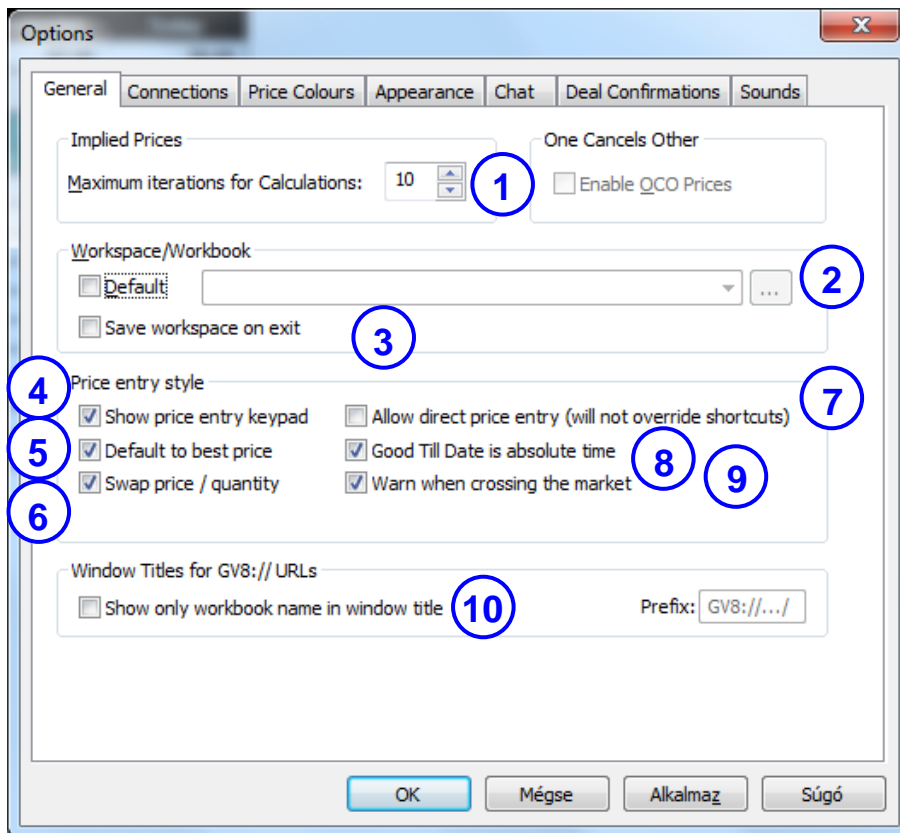 Options
General Connections Price Colours Appearance Chat Deal Confirmations Sounds
Implied Prices
One Cancels Other
Maximum iterations for Calculations: 10 1
Enable OCO Prices
Workspace/Workbook
Default ... 2
Save workspace on exit 3
4 Price entry style 7
Show price entry keypad Allow direct price entry (will not override shortcuts)
5 Default to best price Good Till Date is absolute time 8
6 Swap price / quantity Warn when crossing the market 9
Window Titles for GV8:// URLs
Show only workbook name in window title 10 Prefix: GV8://.../
OK Mégse Alkalmaz Súgó